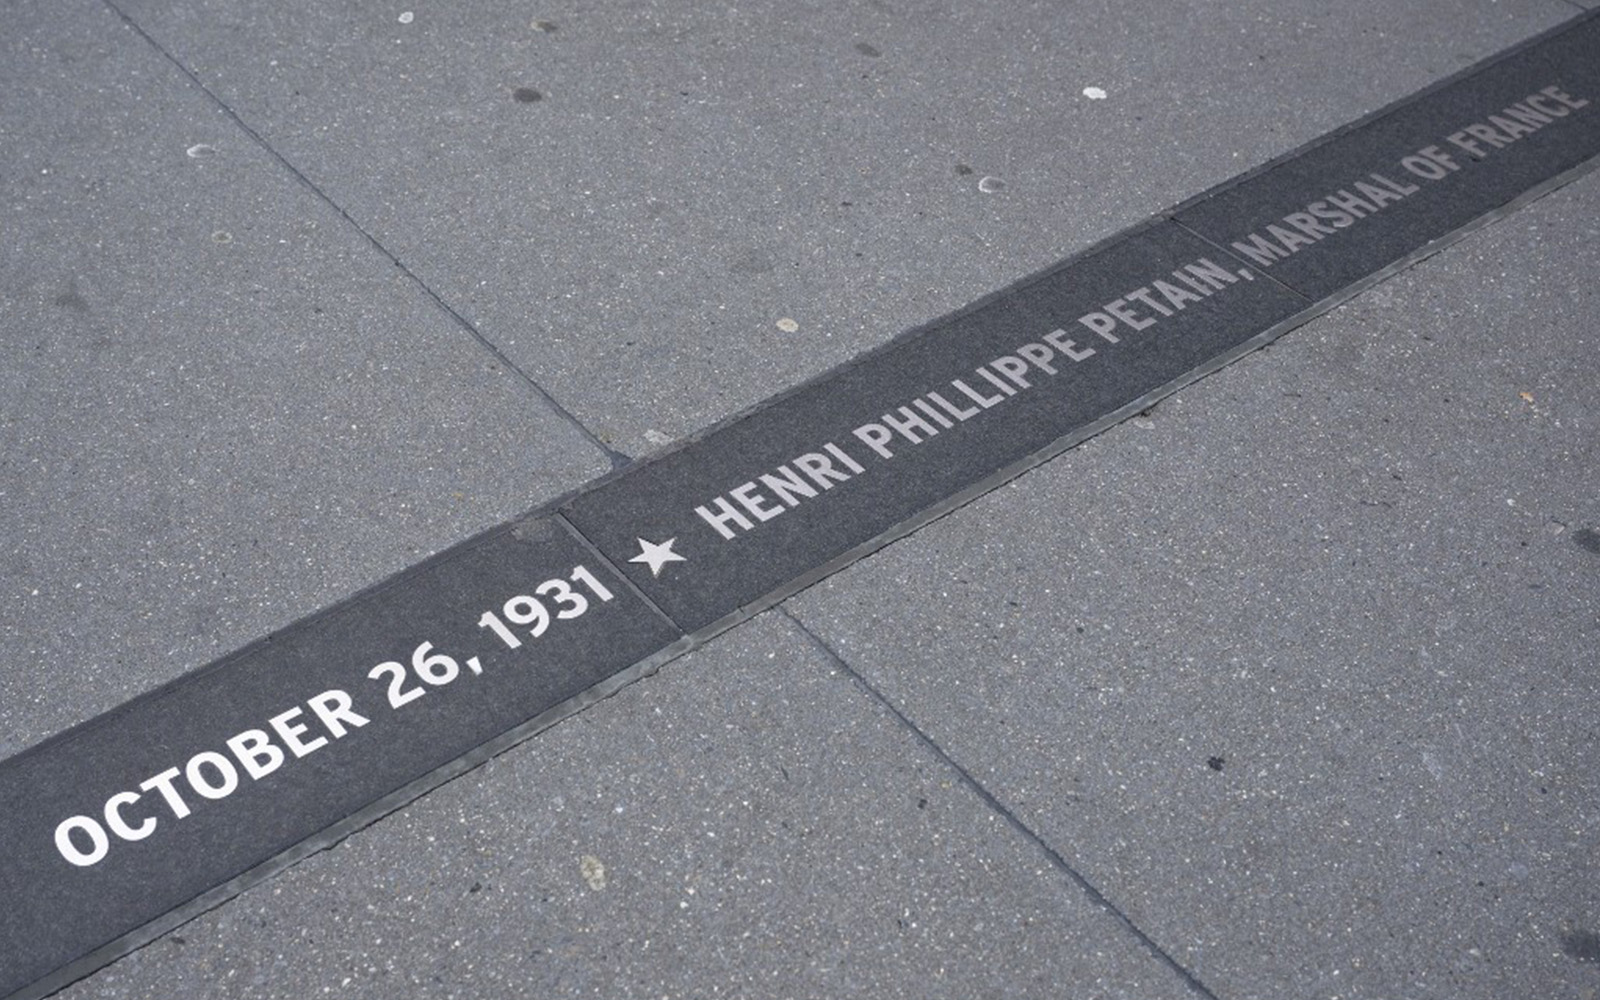 OCTOBER 26, 1931 ★ HENRI PHILLIPPE PETAIN, MARSHAL OF FRANCE